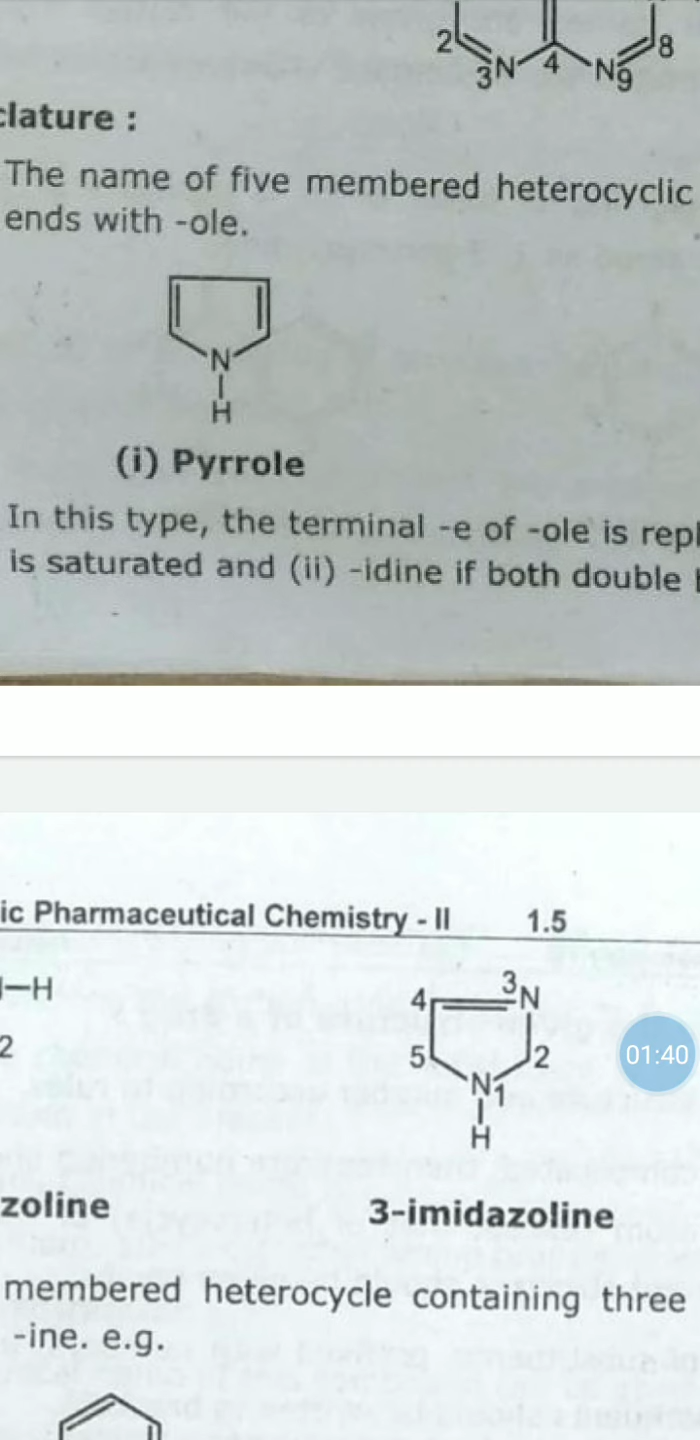 2
3N
4
N9
8
clature :
The name of five membered heterocyclic
ends with -ole.
N
H
(i) Pyrrole
In this type, the terminal -e of -ole is repl
is saturated and (ii) -idine if both double
ic Pharmaceutical Chemistry - II 1.5
-H
2
4
3
N
5
2
N1
H
01:40
zoline
3-imidazoline
membered heterocycle containing three
-ine. e.g.